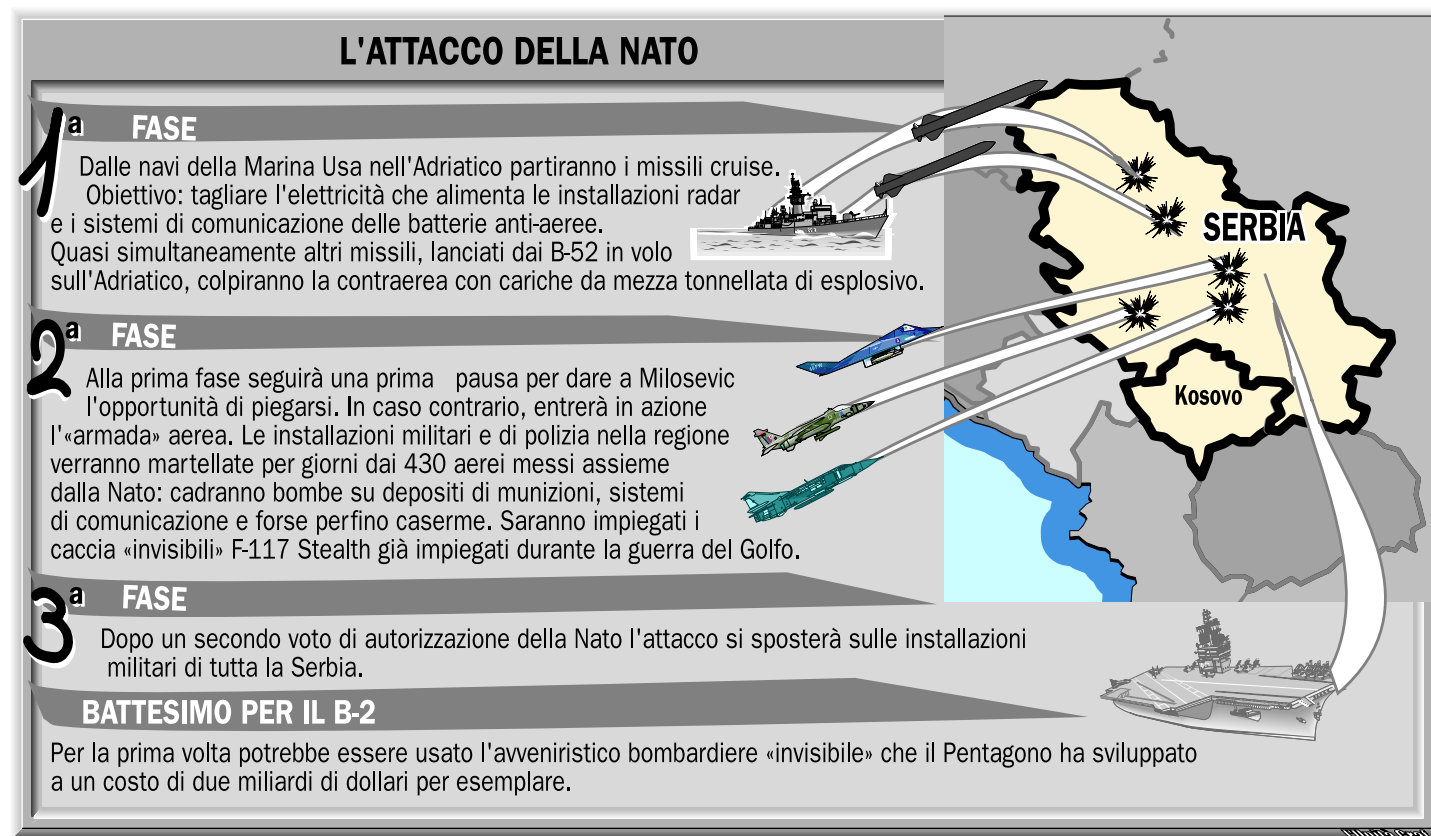 L'ATTACCO DELLA NATO
1a FASE
Dalle navi della Marina Usa nell'Adriatico partiranno i missili cruise.
Obiettivo: tagliare l'elettricità che alimenta le installazioni radar
e i sistemi di comunicazione delle batterie anti-aeree.
Quasi simultaneamente altri missili, lanciati dai B-52 in volo
sull'Adriatico, colpiranno la contraerea con cariche da mezza tonnellata di esplosivo.
2a FASE
Alla prima fase seguirà una prima pausa per dare a Milosevic
l'opportunità di piegarsi. In caso contrario, entrerà in azione
l'«armada» aerea. Le installazioni militari e di polizia nella regione
verranno martellate per giorni dai 430 aerei messi assieme
dalla Nato: cadranno bombe su depositi di munizioni, sistemi
di comunicazione e forse perfino caserme. Saranno impiegati i
caccia «invisibili» F-117 Stealth già impiegati durante la guerra del Golfo.
3a FASE
Dopo un secondo voto di autorizzazione della Nato l'attacco si sposterà sulle installazioni
militari di tutta la Serbia.
BATTESIMO PER IL B-2
Per la prima volta potrebbe essere usato l'avveniristico bombardiere «invisibile» che il Pentagono ha sviluppato
a un costo di due miliardi di dollari per esemplare.
SERBIA
Kosovo